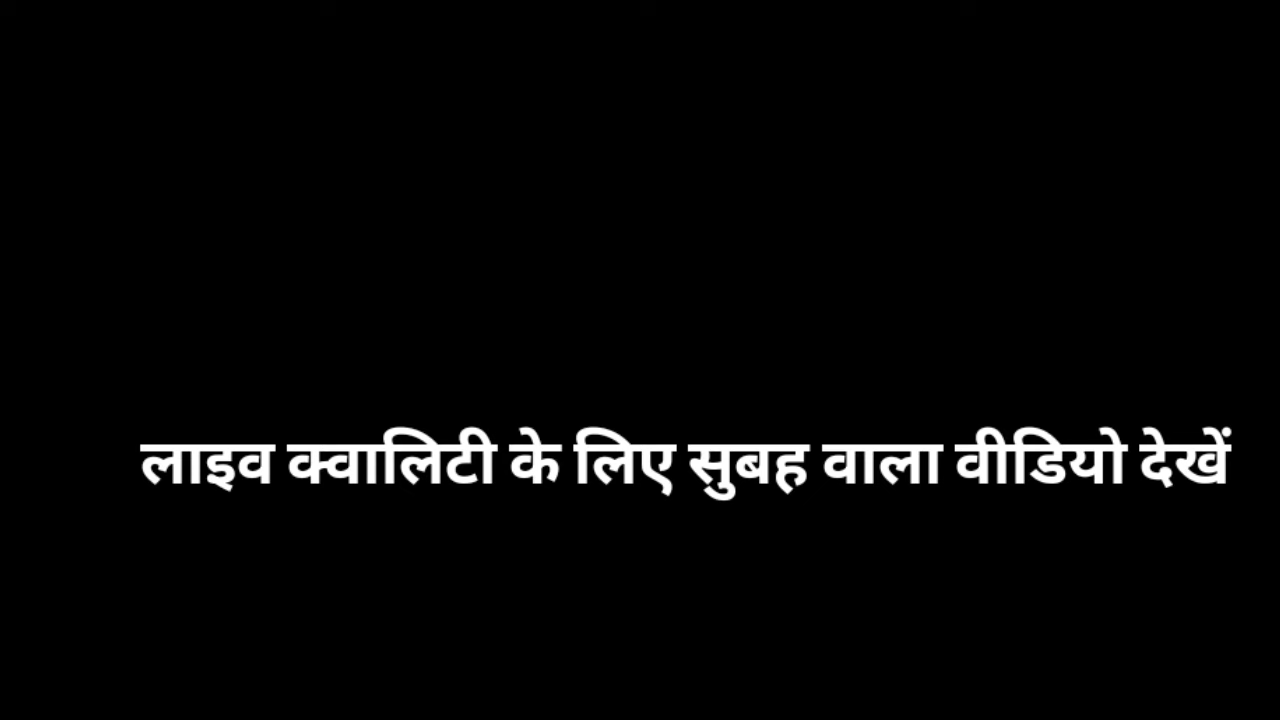 लाइव क्वालिटी के लिए सुबह वाला वीडियो देखें